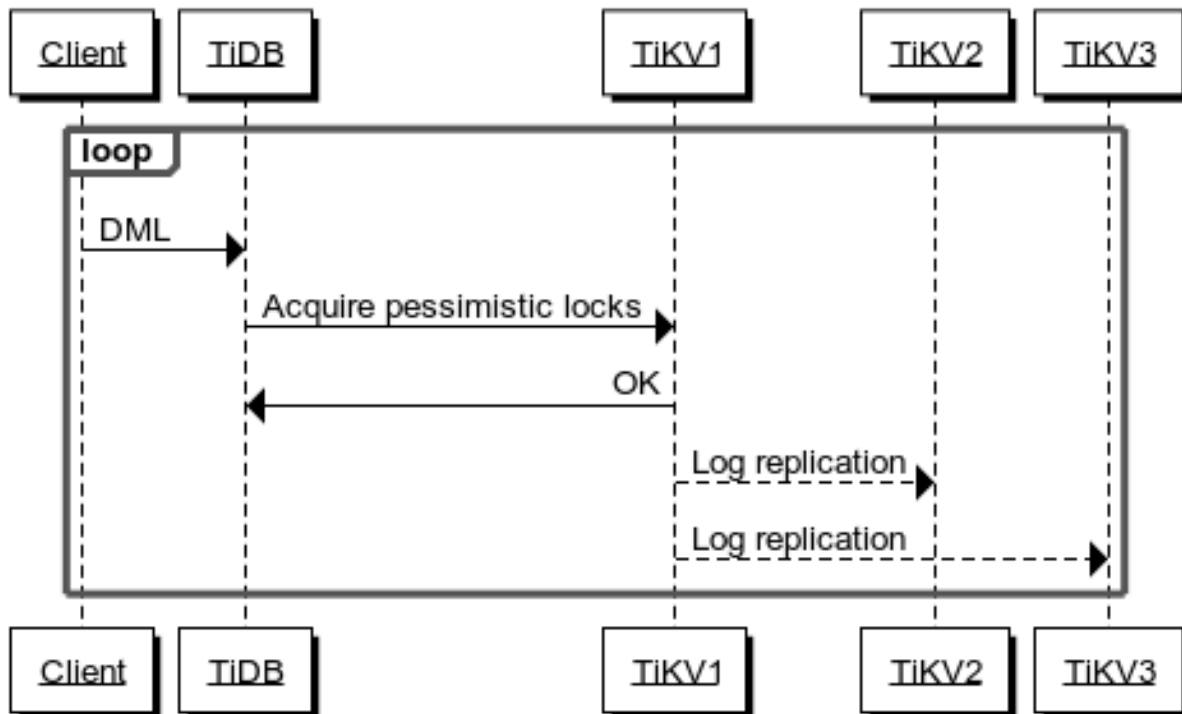 Client TiDB TiKV1 TiKV2 TiKV3
loop
DML
Acquire pessimistic locks
OK
Log replication
Log replication
Client TiDB TiKV1 TiKV2 TiKV3